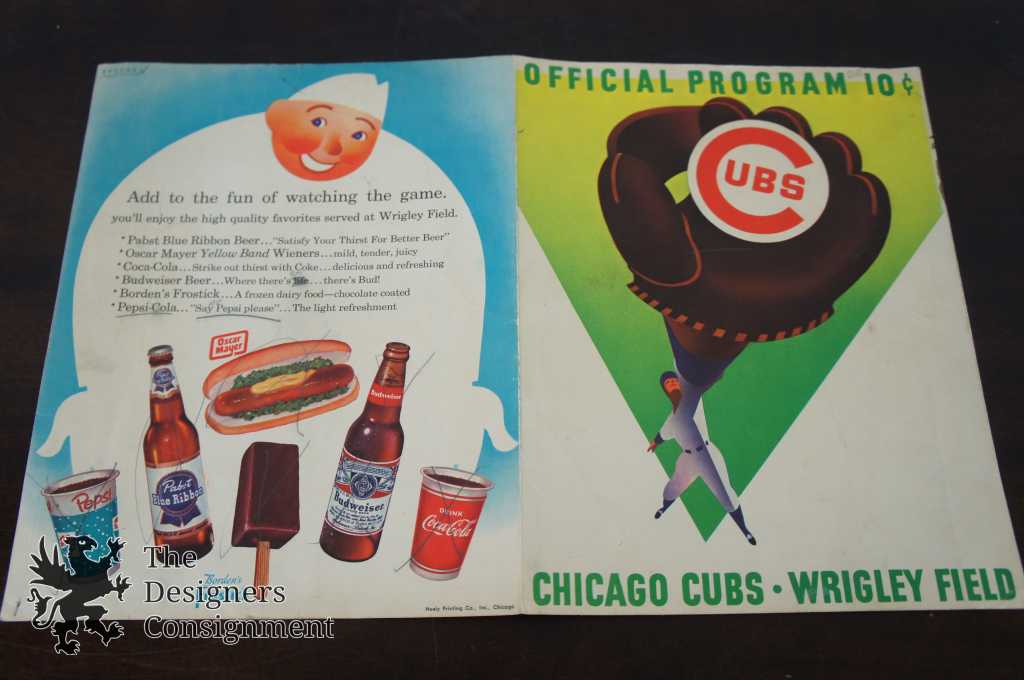 Add to the fun of watching the game.
you'll enjoy the high quality favorites served at Wrigley Field.
* Pabst Blue Ribbon Beer..."Satisfy Your Thirst For Better Beer"
* Oscar Mayer Yellow Band Wieners...mild, tender, juicy
* Coca-Cola...Strike out thirst with Coke...delicious and refreshing
* Budweiser Beer...Where there's life...there's Bud!
* Borden's Frostick...A frozen dairy food—chocolate coated
* Pepsi-Cola..."Say Pepsi please"...The light refreshment
Oscar
Mayer
Budweiser
Pabst
Blue Ribbon
Budweiser
Pepsi
DRINK
Coca-Cola
Borden's
Neely Printing Co., Inc., Chicago
OFFICIAL PROGRAM 10¢
CUBS
CHICAGO CUBS • WRIGLEY FIELD
The
Designers
Consignment